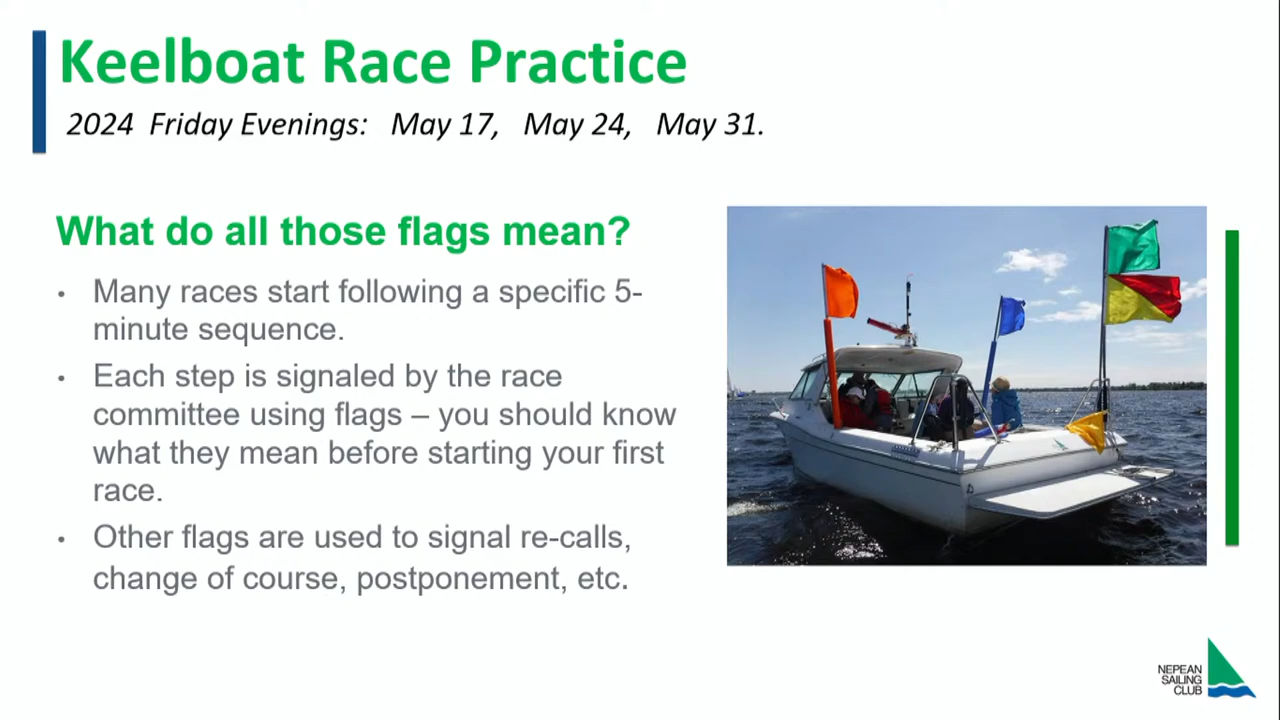 Keelboat Race Practice
2024 Friday Evenings: May 17, May 24, May 31.
What do all those flags mean?
• Many races start following a specific 5-
minute sequence.
• Each step is signaled by the race
committee using flags – you should know
what they mean before starting your first
race.
• Other flags are used to signal re-calls,
change of course, postponement, etc.
NEPEAN
SAILING
CLUB